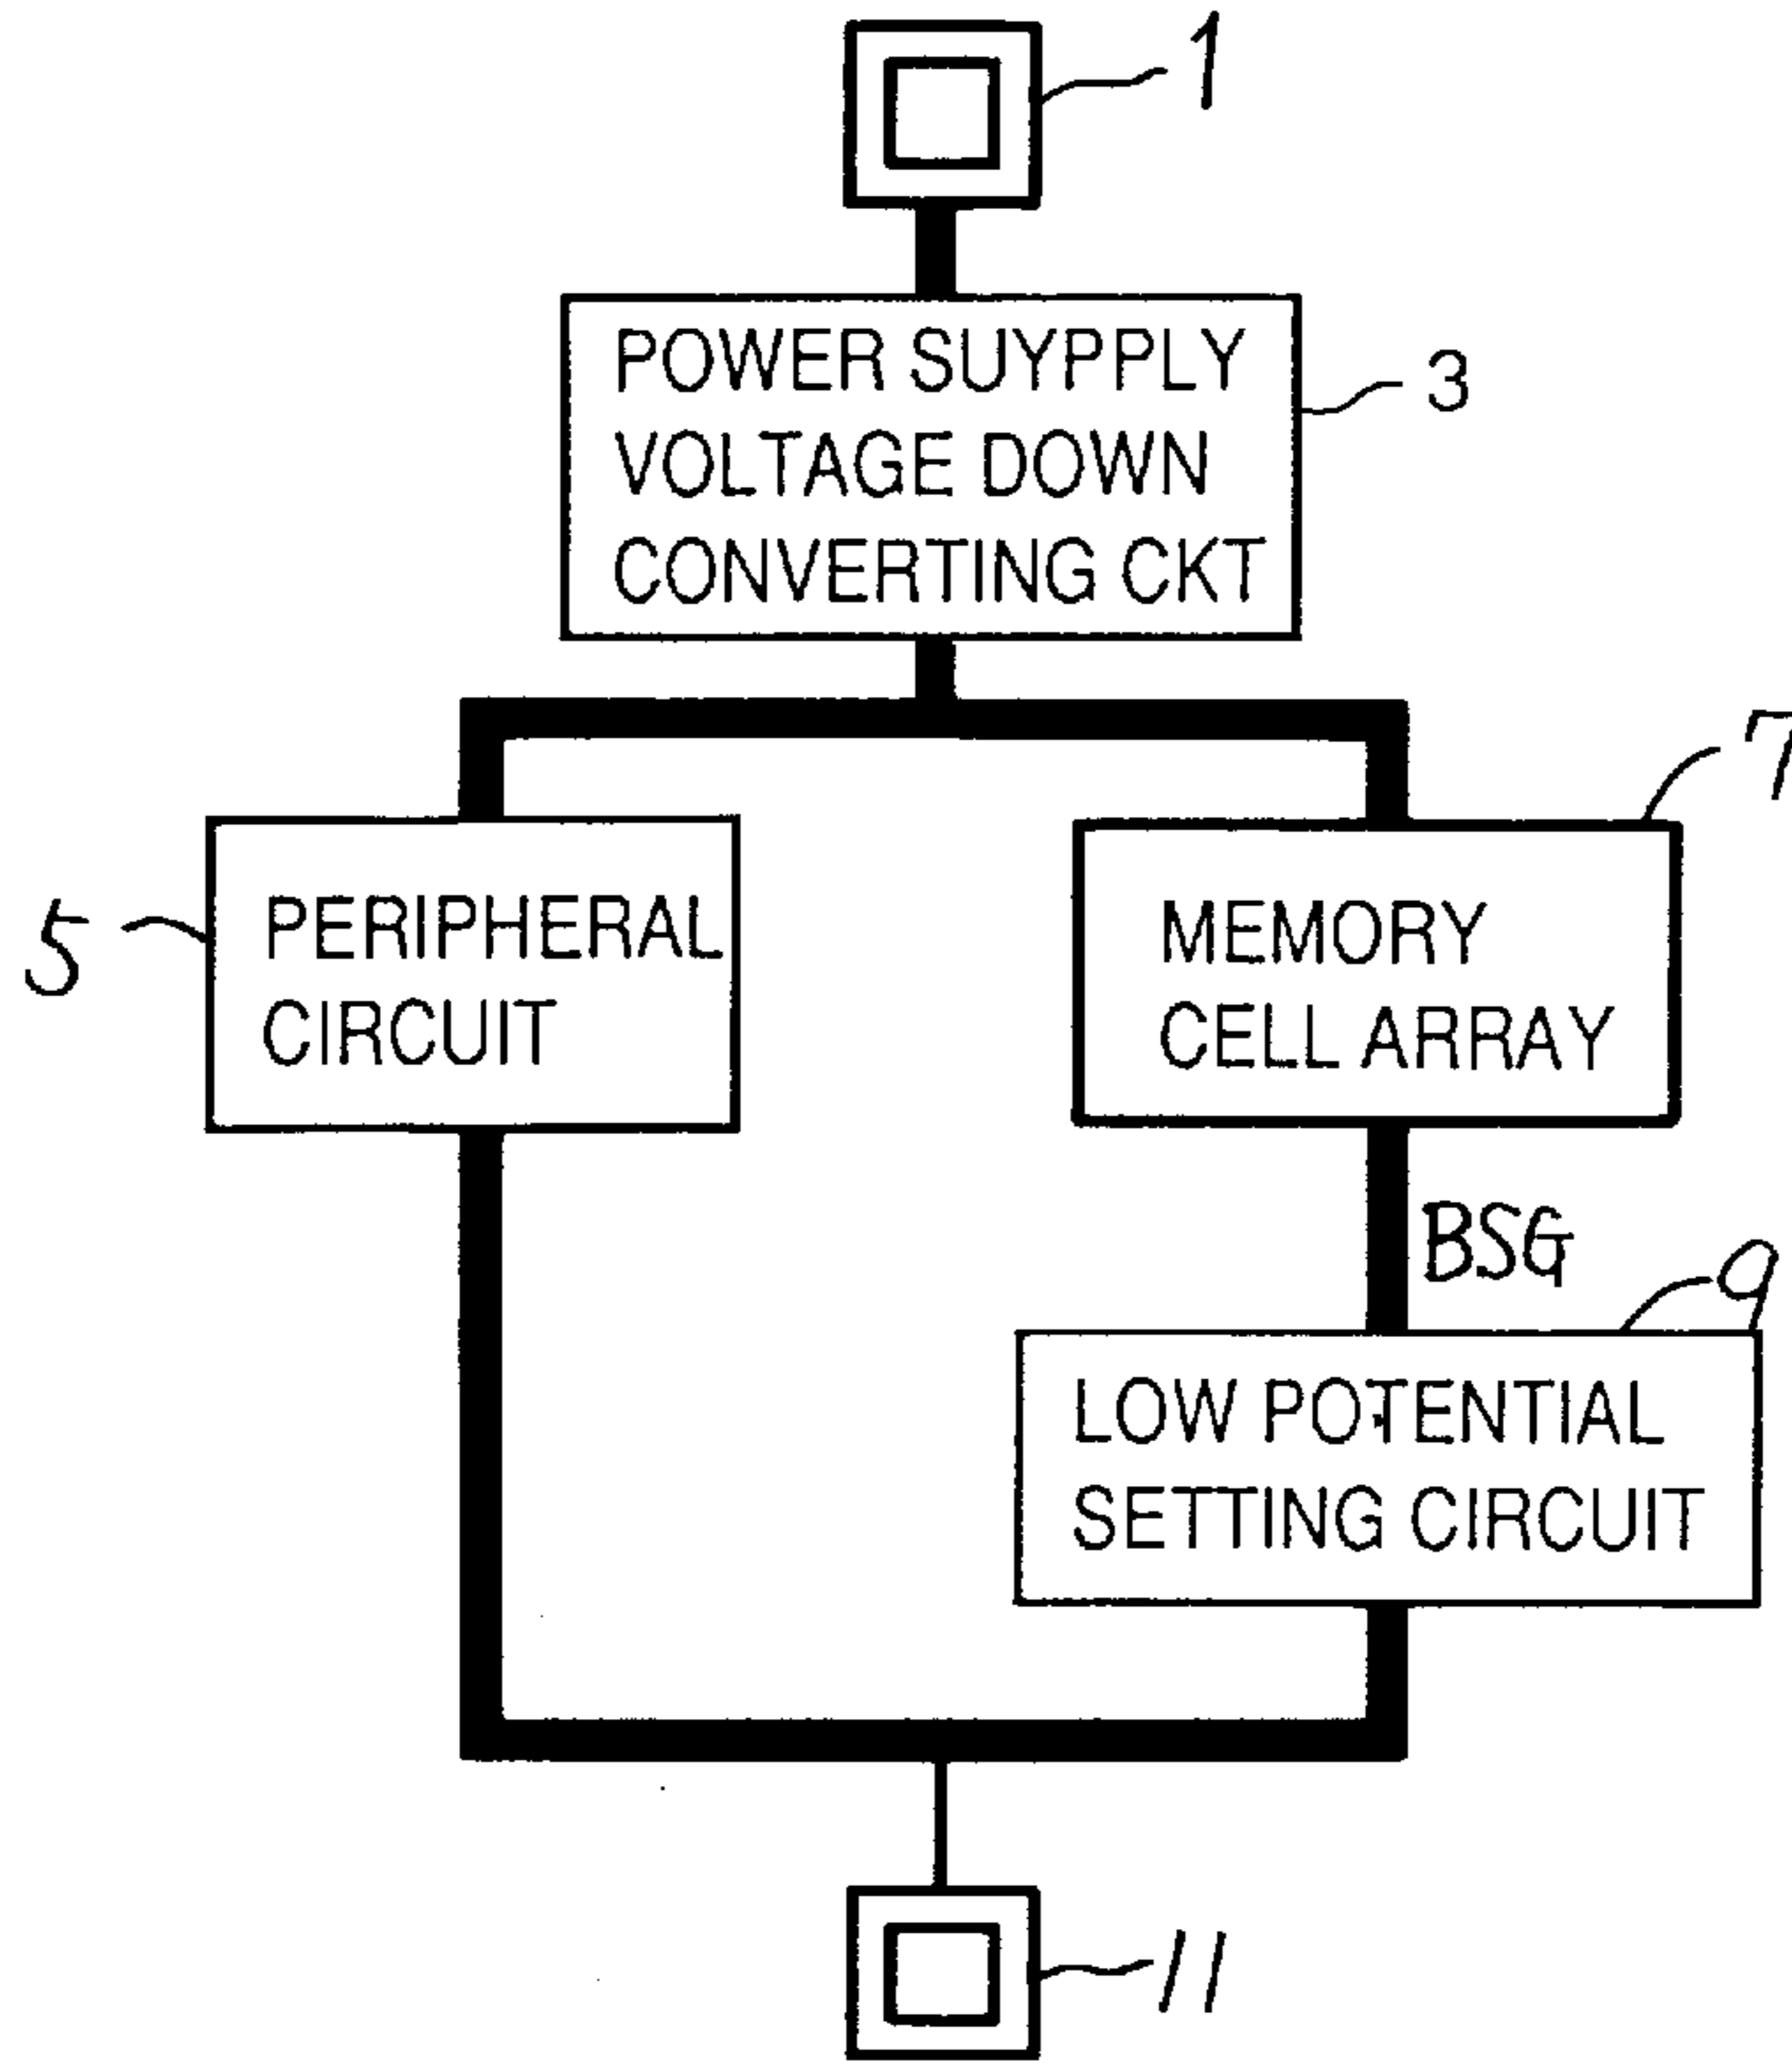 1
POWER SUYPPLY
VOLTAGE DOWN
CONVERTING CKT
3
7
5
PERIPHERAL
CIRCUIT
MEMORY
CELL ARRAY
BSG
9
LOW POTENTIAL
SETTING CIRCUIT
11